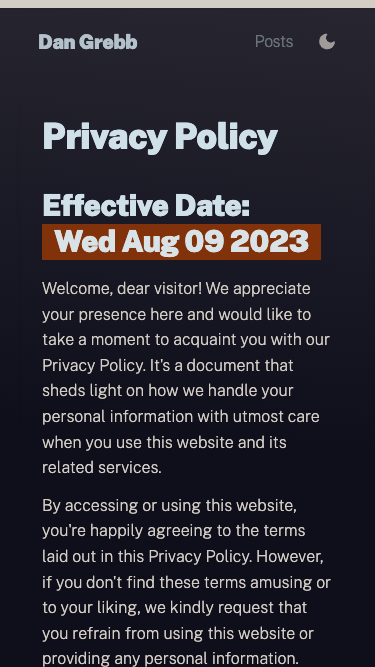 Dan Grebb
Posts
Privacy Policy
Effective Date:
Wed Aug 09 2023
Welcome, dear visitor! We appreciate
your presence here and would like to
take a moment to acquaint you with our
Privacy Policy. It's a document that
sheds light on how we handle your
personal information with utmost care
when you use this website and its
related services.
By accessing or using this website,
you're happily agreeing to the terms
laid out in this Privacy Policy. However,
if you don't find these terms amusing or
to your liking, we kindly request that
you refrain from using this website or
providing any personal information.